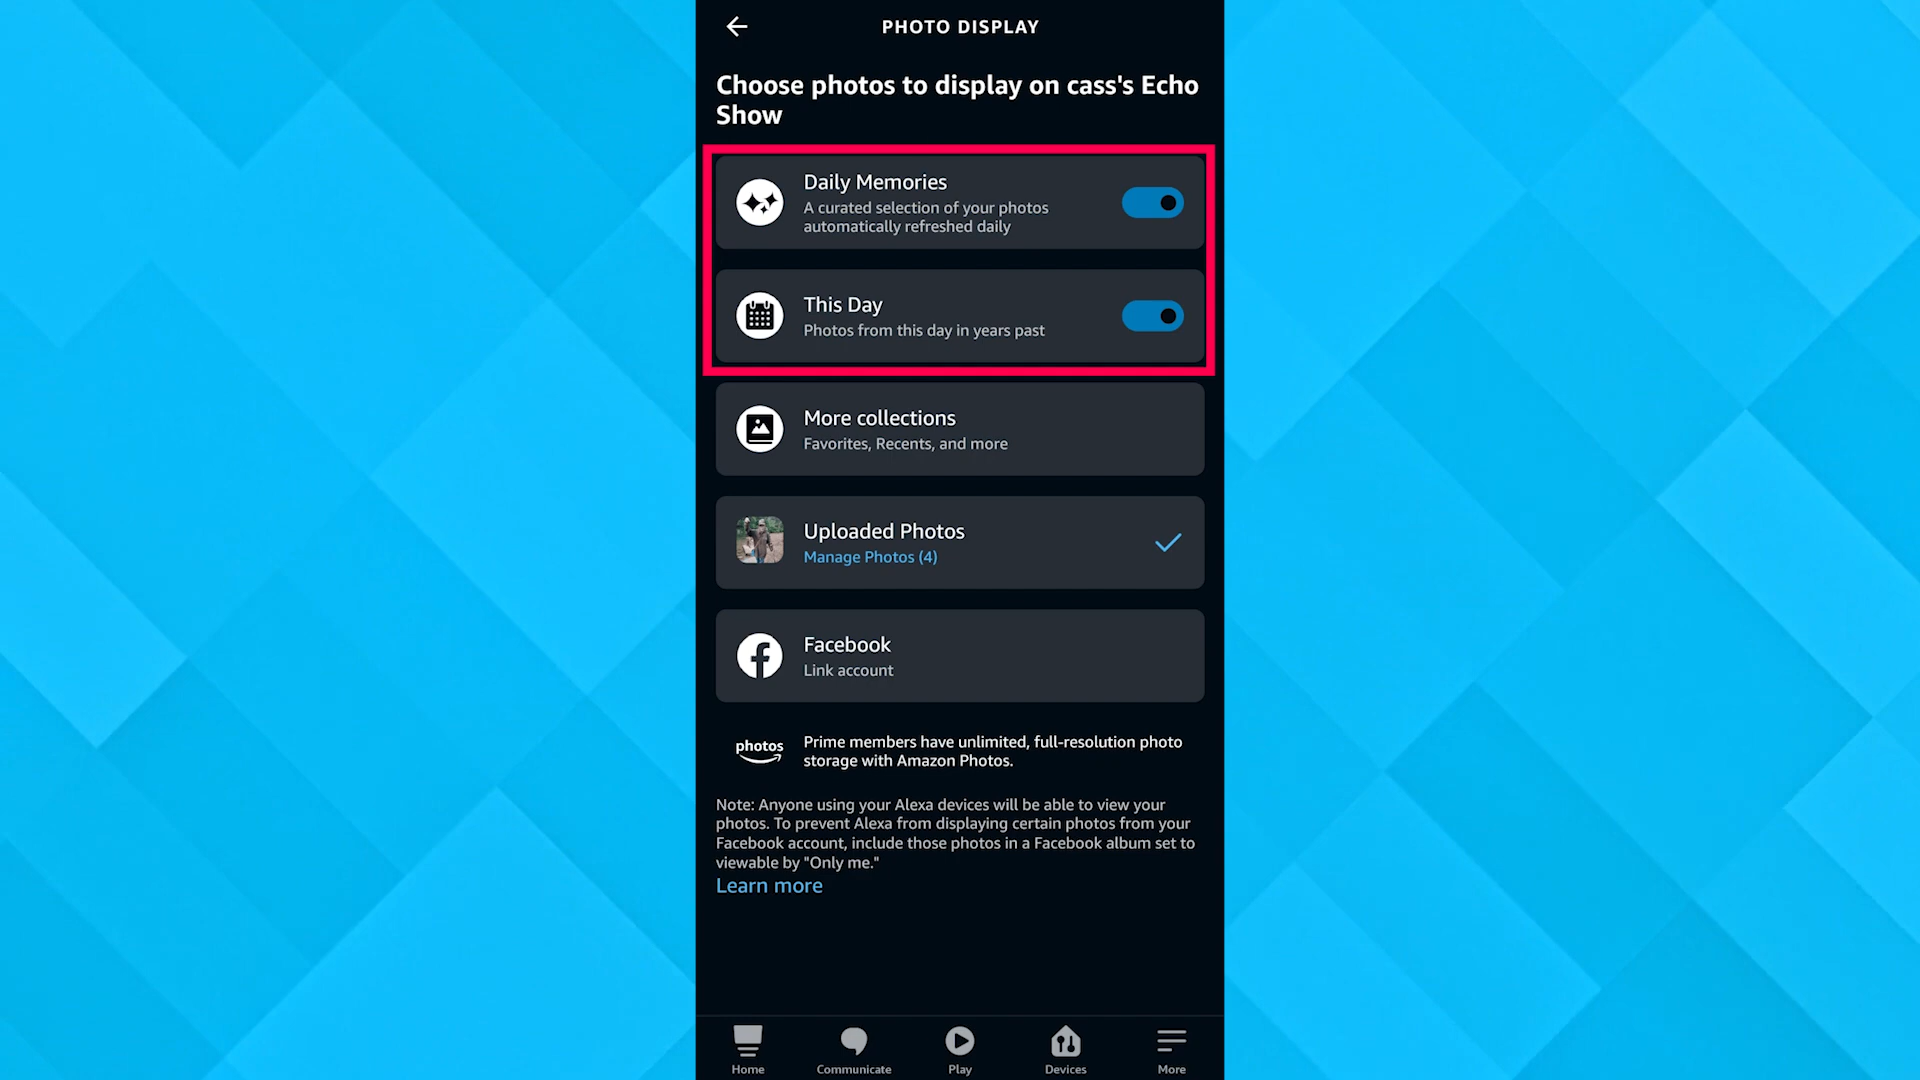 PHOTO DISPLAY
Choose photos to display on cass's Echo
Show
Daily Memories
A curated selection of your photos
automatically refreshed daily
This Day
Photos from this day in years past
More collections
Favorites, Recents, and more
Uploaded Photos
Manage Photos (4)
Facebook
Link account
photos
Prime members have unlimited, full-resolution photo
storage with Amazon Photos.
Note: Anyone using your Alexa devices will be able to view your
photos. To prevent Alexa from displaying certain photos from your
Facebook account, include those photos in a Facebook album set to
viewable by "Only me."
Learn more
Home
Communicate
Play
Devices
More